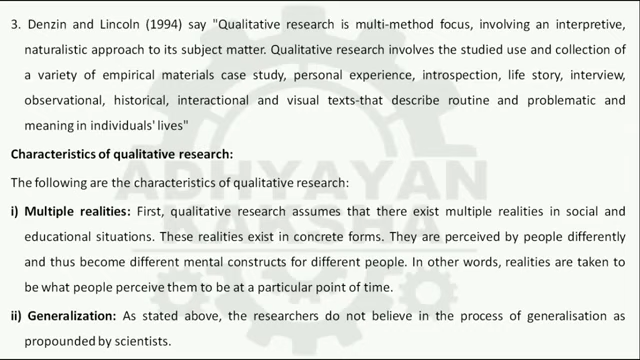 3. Denzin and Lincoln (1994) say "Qualitative research is multi-method focus, involving an interpretive,
naturalistic approach to its subject matter. Qualitative research involves the studied use and collection of
a variety of empirical materials case study, personal experience, introspection, life story, interview,
observational, historical, interactional and visual texts-that describe routine and problematic and
meaning in individuals' lives"
Characteristics of qualitative research:
The following are the characteristics of qualitative research:
i) Multiple realities: First, qualitative research assumes that there exist multiple realities in social and
educational situations. These realities exist in concrete forms. They are perceived by people differently
and thus become different mental constructs for different people. In other words, realities are taken to
be what people perceive them to be at a particular point of time.
ii) Generalization: As stated above, the researchers do not believe in the process of generalisation as
propounded by scientists.
ADHYAYAN
KAKSHA